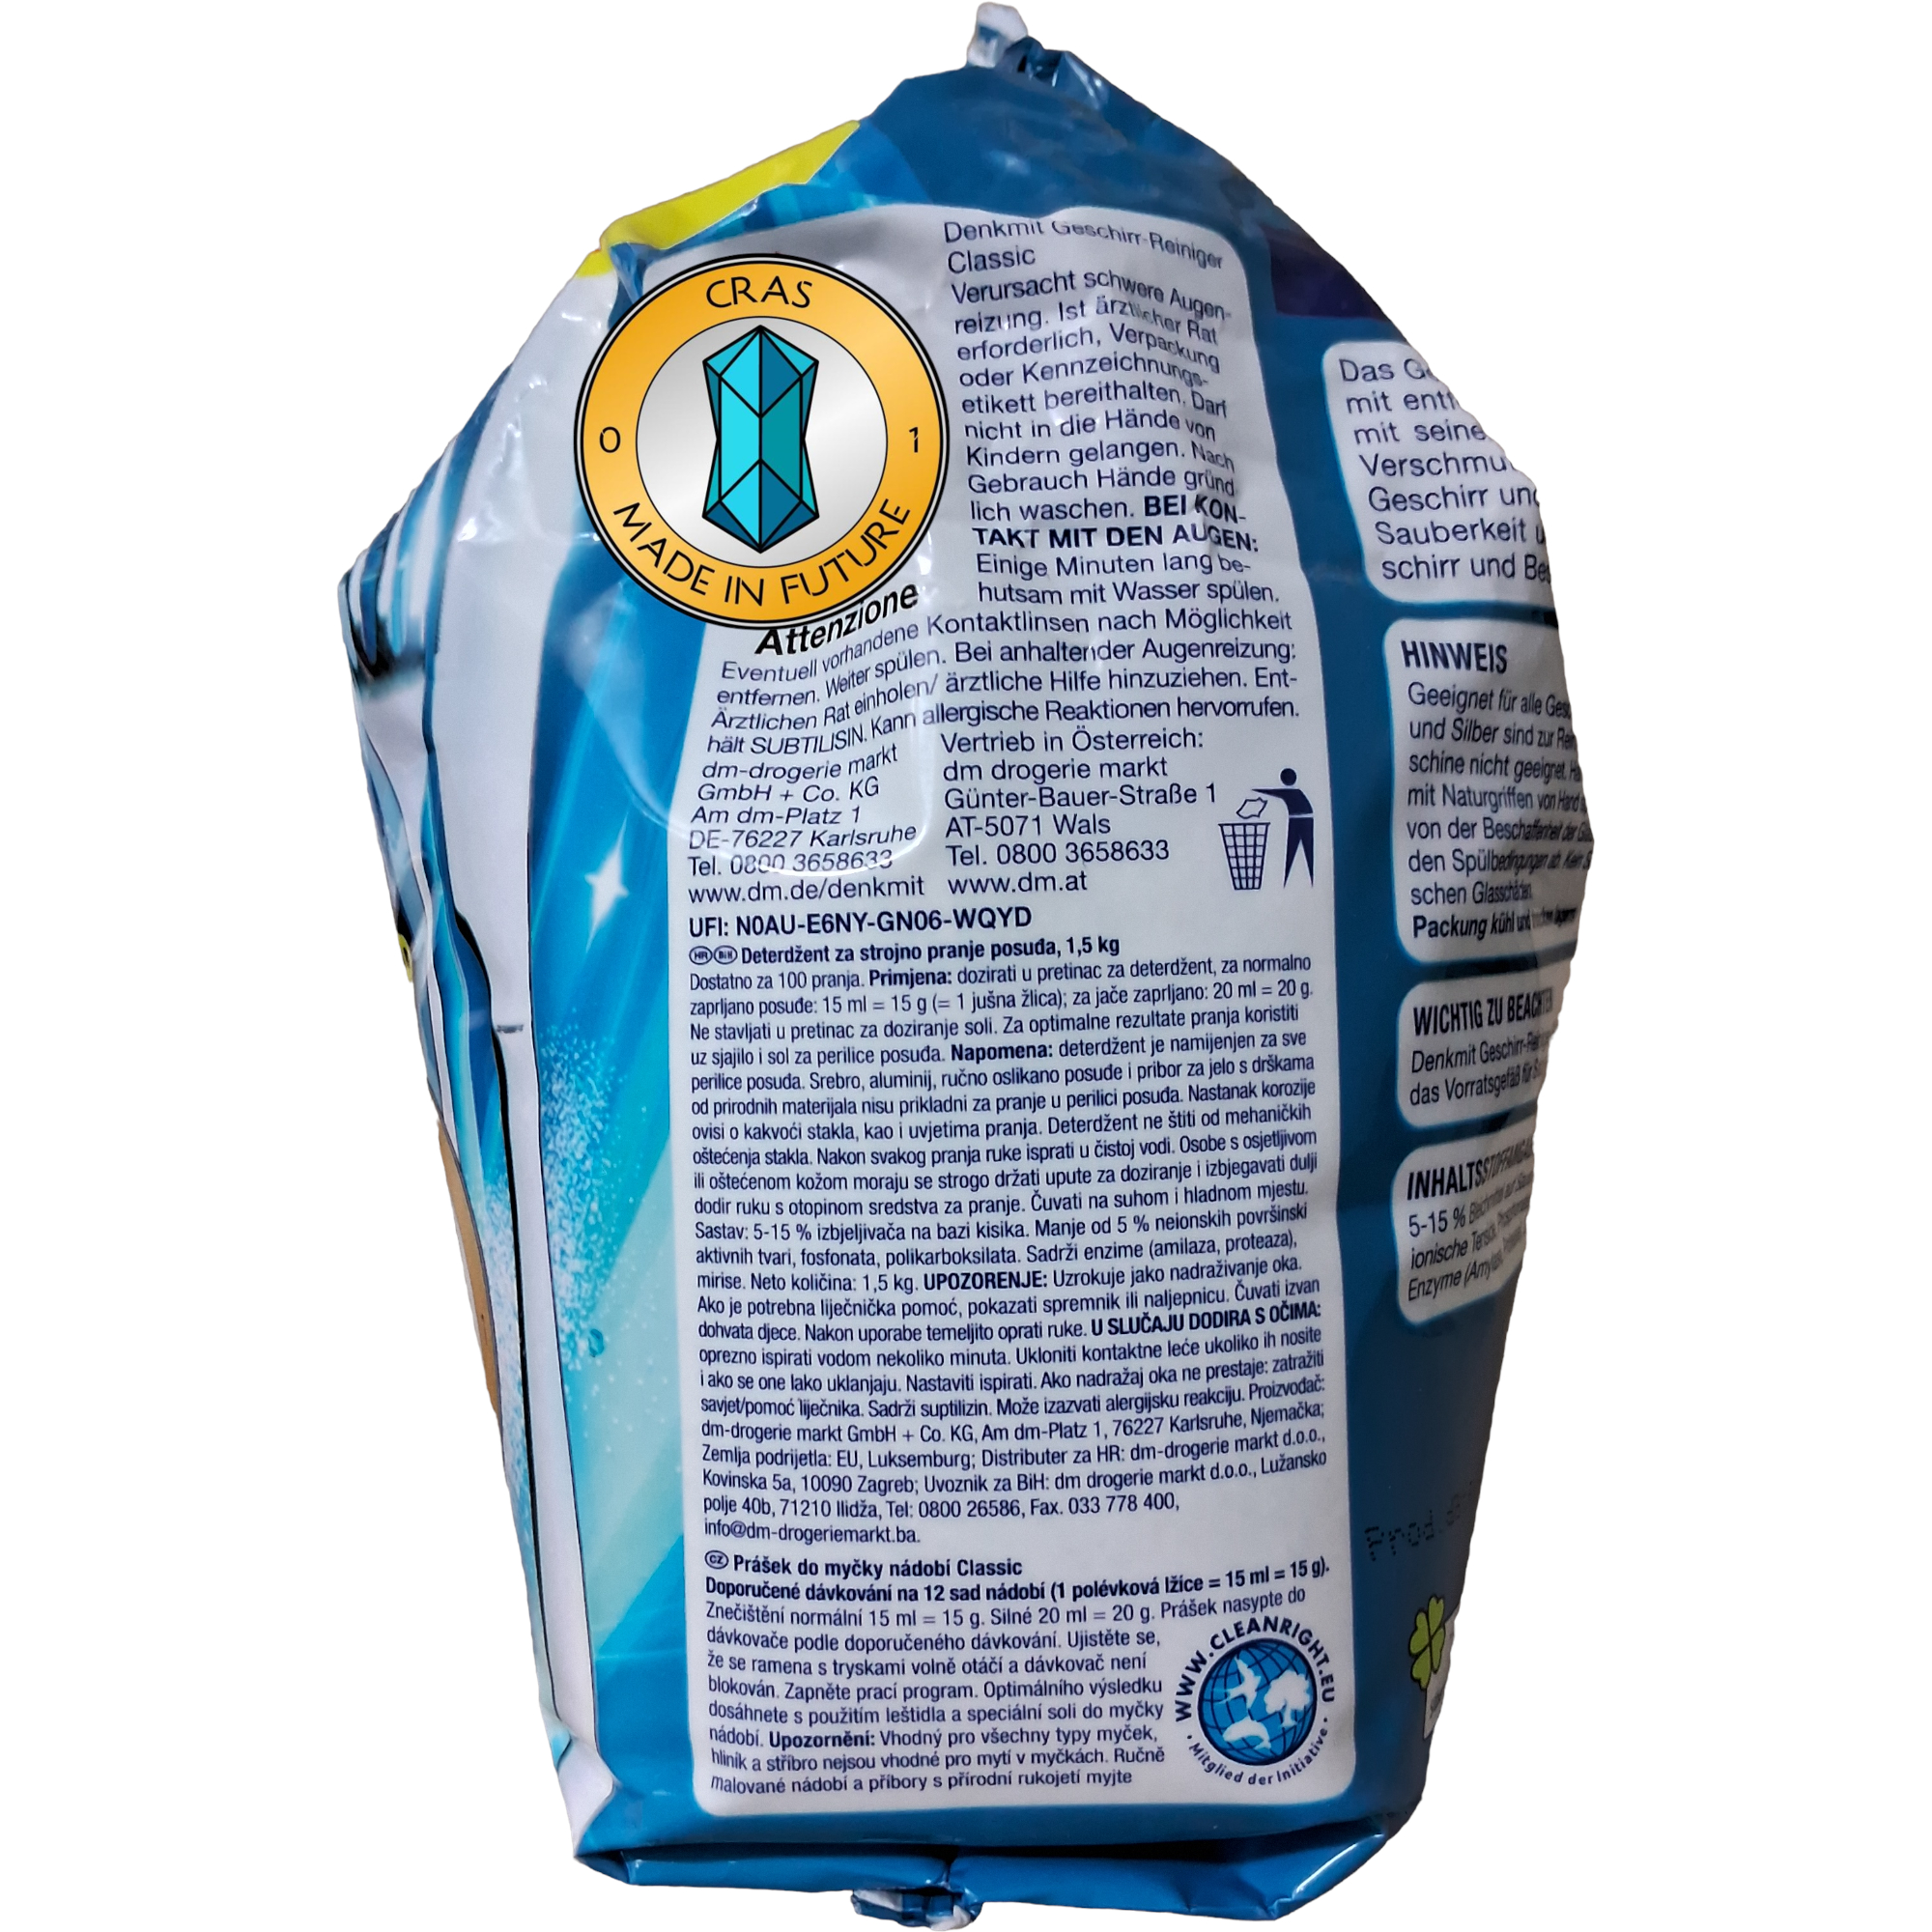 CRAS
0 1
MADE IN FUTURE
Denkmit Geschirr-Reiniger
Classic
Verursacht schwere Augen-
reizung. Ist ärztlicher Rat
erforderlich, Verpackung
oder Kennzeichnungs-
etikett bereithalten. Darf
nicht in die Hände von
Kindern gelangen. Nach
Gebrauch Hände gründ
lich waschen. BEI KON-
TAKT MIT DEN AUGEN:
Einige Minuten lang be-
hutsam mit Wasser spülen.
Attenzione
Eventuell vorhandene Kontaktlinsen nach Möglichkeit
entfernen. Weiter spülen. Bei anhaltender Augenreizung:
Ärztlichen Rat einholen/ ärztliche Hilfe hinzuziehen. Ent-
hält SUBTILISIN. Kann allergische Reaktionen hervorrufen.
dm-drogerie markt
GmbH + Co. KG
Am dm-Platz 1
DE-76227 Karlsruhe
Tel. 0800 3658633
www.dm.de/denkmit
Vertrieb in Österreich:
dm drogerie markt
Günter-Bauer-Straße 1
AT-5071 Wals
Tel. 0800 3658633
www.dm.at
UFI: N0AU-E6NY-GN06-WQYD
HR BiH Deterdžent za strojno pranje posuđa, 1,5 kg
Dostatno za 100 pranja. Primjena: dozirati u pretinac za deterdžent, za normalno
zaprljano posuđe: 15 ml = 15 g (= 1 jušna žlica); za jače zaprljano: 20 ml = 20 g.
Ne stavljati u pretinac za doziranje soli. Za optimalne rezultate pranja koristiti
uz sjajilo i sol za perilice posuđa. Napomena: deterdžent je namijenjen za sve
perilice posuđa. Srebro, aluminij, ručno oslikano posuđe i pribor za jelo s drškama
od prirodnih materijala nisu prikladni za pranje u perilici posuđa. Nastanak korozije
ovisi o kakvoći stakla, kao i uvjetima pranja. Deterdžent ne štiti od mehaničkih
oštećenja stakla. Nakon svakog pranja ruke isprati u čistoj vodi. Osobe s osjetljivom
ili oštećenom kožom moraju se strogo držati upute za doziranje i izbjegavati dulji
dodir ruku s otopinom sredstva za pranje. Čuvati na suhom i hladnom mjestu.
Sastav: 5-15 % izbjeljivača na bazi kisika. Manje od 5 % neionskih površinski
aktivnih tvari, fosfonata, polikarboksilata. Sadrži enzime (amilaza, proteaza),
mirise. Neto količina: 1,5 kg. UPOZORENJE: Uzrokuje jako nadraživanje oka.
Ako je potrebna liječnička pomoć, pokazati spremnik ili naljepnicu. Čuvati izvan
dohvata djece. Nakon uporabe temeljito oprati ruke. U SLUČAJU DODIRA S OČIMA:
oprezno ispirati vodom nekoliko minuta. Ukloniti kontaktne leće ukoliko ih nosite
i ako se one lako uklanjaju. Nastaviti ispirati. Ako nadražaj oka ne prestaje: zatražiti
savjet/pomoć liječnika. Sadrži suptilizin. Može izazvati alergijsku reakciju. Proizvođač:
dm-drogerie markt GmbH + Co. KG, Am dm-Platz 1, 76227 Karlsruhe, Njemačka;
Zemlja podrijetla: EU, Luksemburg; Distributer za HR: dm-drogerie markt d.o.o.,
Kovinska 5a, 10090 Zagreb; Uvoznik za BiH: dm drogerie markt d.o.o., Lužansko
polje 40b, 71210 Ilidža, Tel: 0800 26586, Fax. 033 778 400,
info@dm-drogeriemarkt.ba.
CZ Prášek do myčky nádobí Classic
Doporučené dávkování na 12 sad nádobí (1 polévková lžíce = 15 ml = 15 g).
Znečištění normální 15 ml = 15 g. Silné 20 ml = 20 g. Prášek nasypte do
dávkovače podle doporučeného dávkování. Ujistěte se,
že se ramena s tryskami volně otáčí a dávkovač není
blokován. Zapněte prací program. Optimálního výsledku
dosáhnete s použitím leštidla a speciální soli do myčky
nádobí. Upozornění: Vhodný pro všechny typy myček,
hliník a stříbro nejsou vhodné pro mytí v myčkách. Ručně
malované nádobí a příbory s přírodní rukojetí myjte
WWW.CLEANRIGHT.EU
• Mitglied der Initiative •
Das
mit
mit seine
Geschirr und
Sauberkeit
schirr und
HINWEIS
Geeignet für alle
und Silber sind zur
schine nicht geeignet.
mit Naturgriffen von Hand
von der Beschaffenheit der
den Spülbedingungen ab.
schen Glasschäden.
Packung kühl und trocken lagern
WICHTIG ZU BEACHTEN
Denkmit Geschirr-
das Vorratsgefäß für
5-15 %
ionische
Enzyme
Prod.